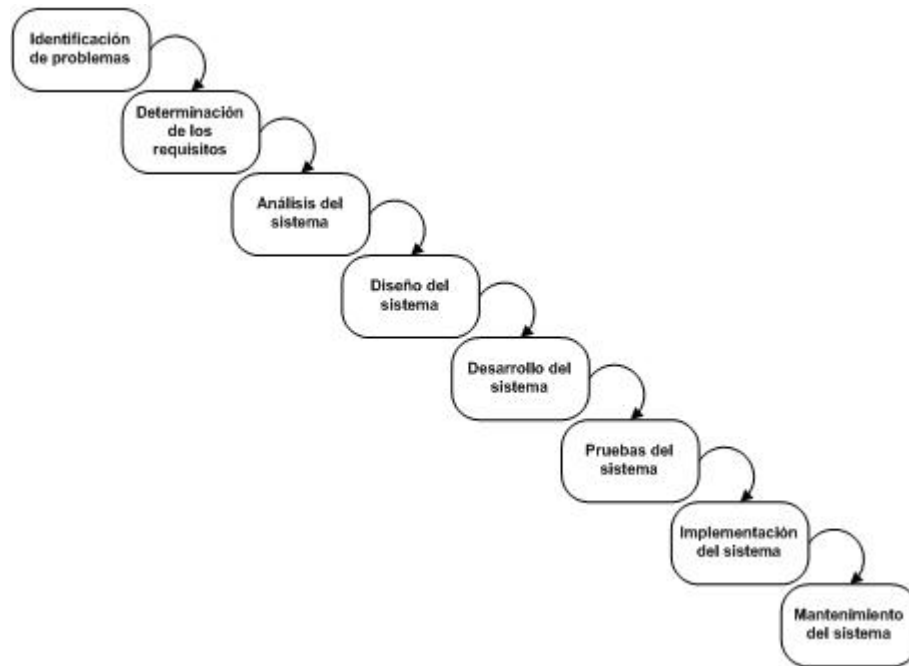 Identificación
de problemas
Determinación
de los
requisitos
Análisis del
sistema
Diseño del
sistema
Desarrollo del
sistema
Pruebas del
sistema
Implementación
del sistema
Mantenimiento
del sistema